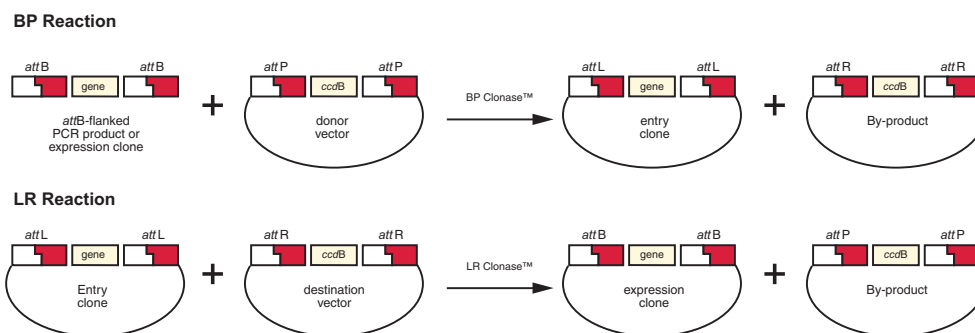 BP Reaction
attB attB attP attP attL attL attR attR
gene ccdB gene ccdB
BP Clonase™
attB-flanked
PCR product or
expression clone
donor
vector
entry
clone
By-product
LR Reaction
attL attL attR attR attB attB attP attP
gene ccdB gene ccdB
LR Clonase™
Entry
clone
destination
vector
expression
clone
By-product